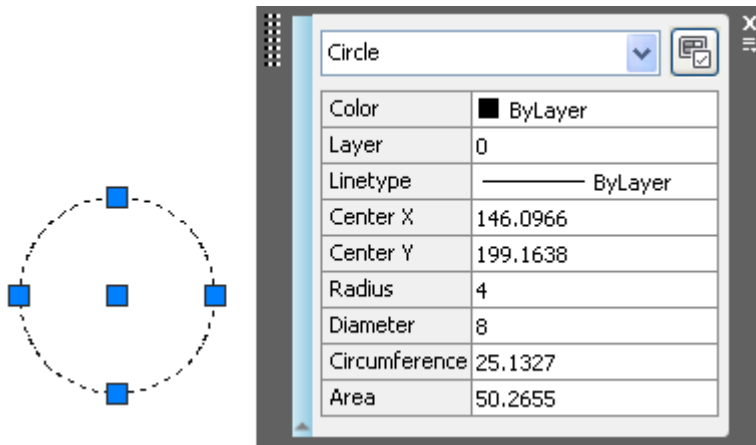 Circle
Color ByLayer
Layer 0
Linetype ByLayer
Center X 146.0966
Center Y 199.1638
Radius 4
Diameter 8
Circumference 25.1327
Area 50.2655